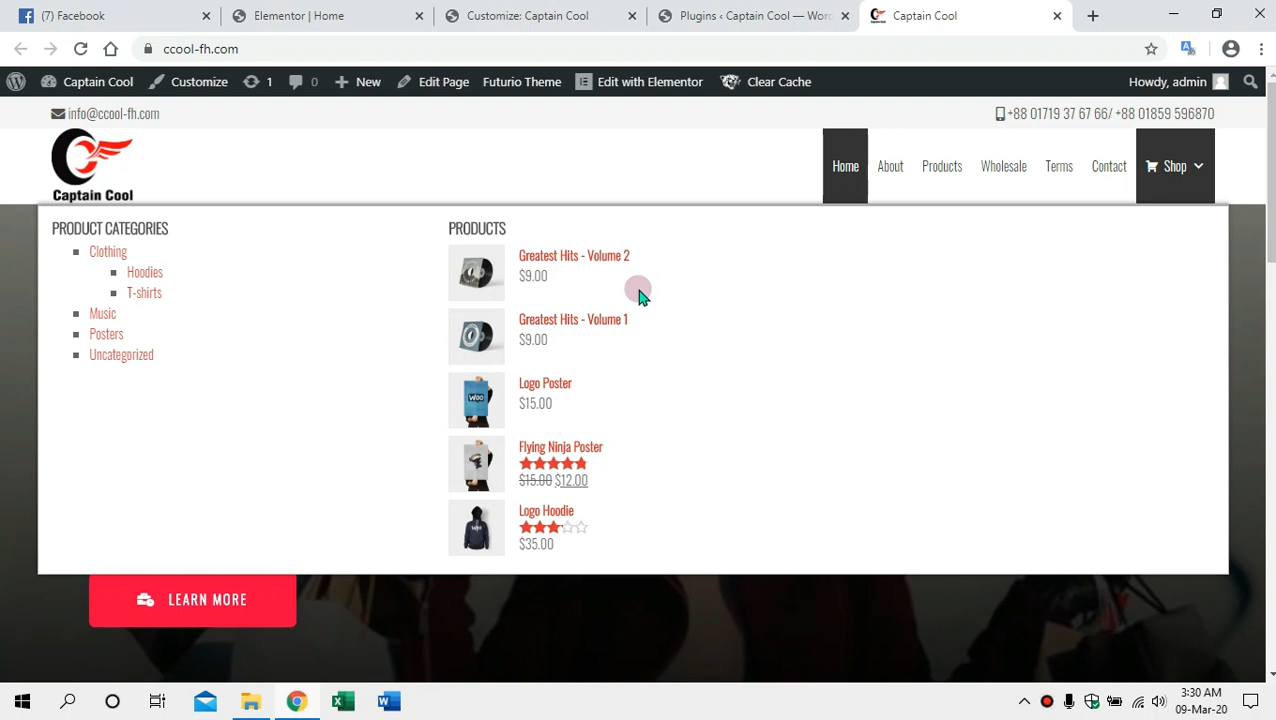 (7) Facebook
Elementor | Home
Customize: Captain Cool
Plugins ‹ Captain Cool — Wor
Captain Cool
ccool-fh.com
Captain Cool
Customize
1
0
New
Edit Page
Futurio Theme
Edit with Elementor
Clear Cache
Howdy, admin
info@ccool-fh.com
+88 01719 37 67 66/ +88 01859 596870
Captain Cool
Home
About
Products
Wholesale
Terms
Contact
Shop
PRODUCT CATEGORIES
Clothing
Hoodies
T-shirts
Music
Posters
Uncategorized
PRODUCTS
Greatest Hits - Volume 2
$9.00
Greatest Hits - Volume 1
$9.00
WOO
Logo Poster
$15.00
Flying Ninja Poster
$15.00 $12.00
Logo Hoodie
$35.00
LEARN MORE
3:30 AM
09-Mar-20